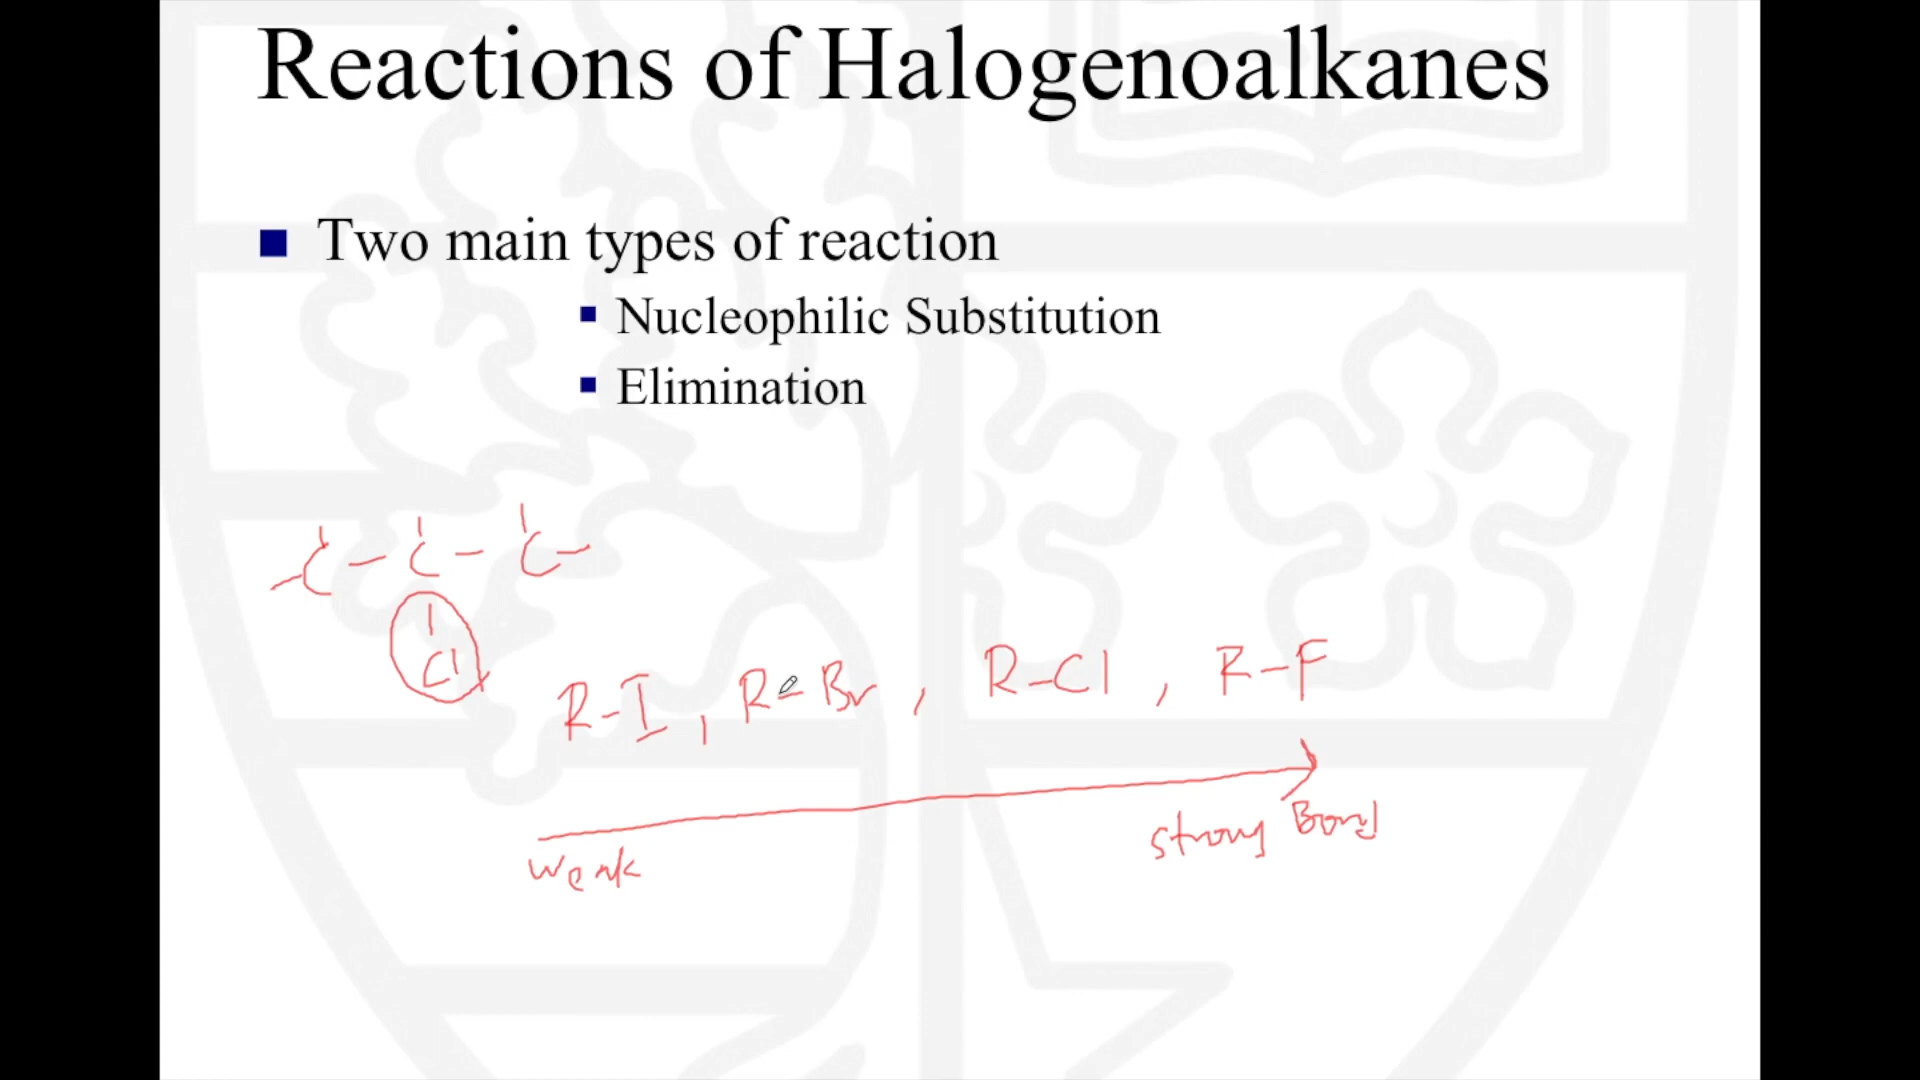 Reactions of Halogenoalkanes
Two main types of reaction
Nucleophilic Substitution
Elimination
-C-C-C-
Cl
R-I, R-Br, R-Cl, R-F
weak
strong Bond